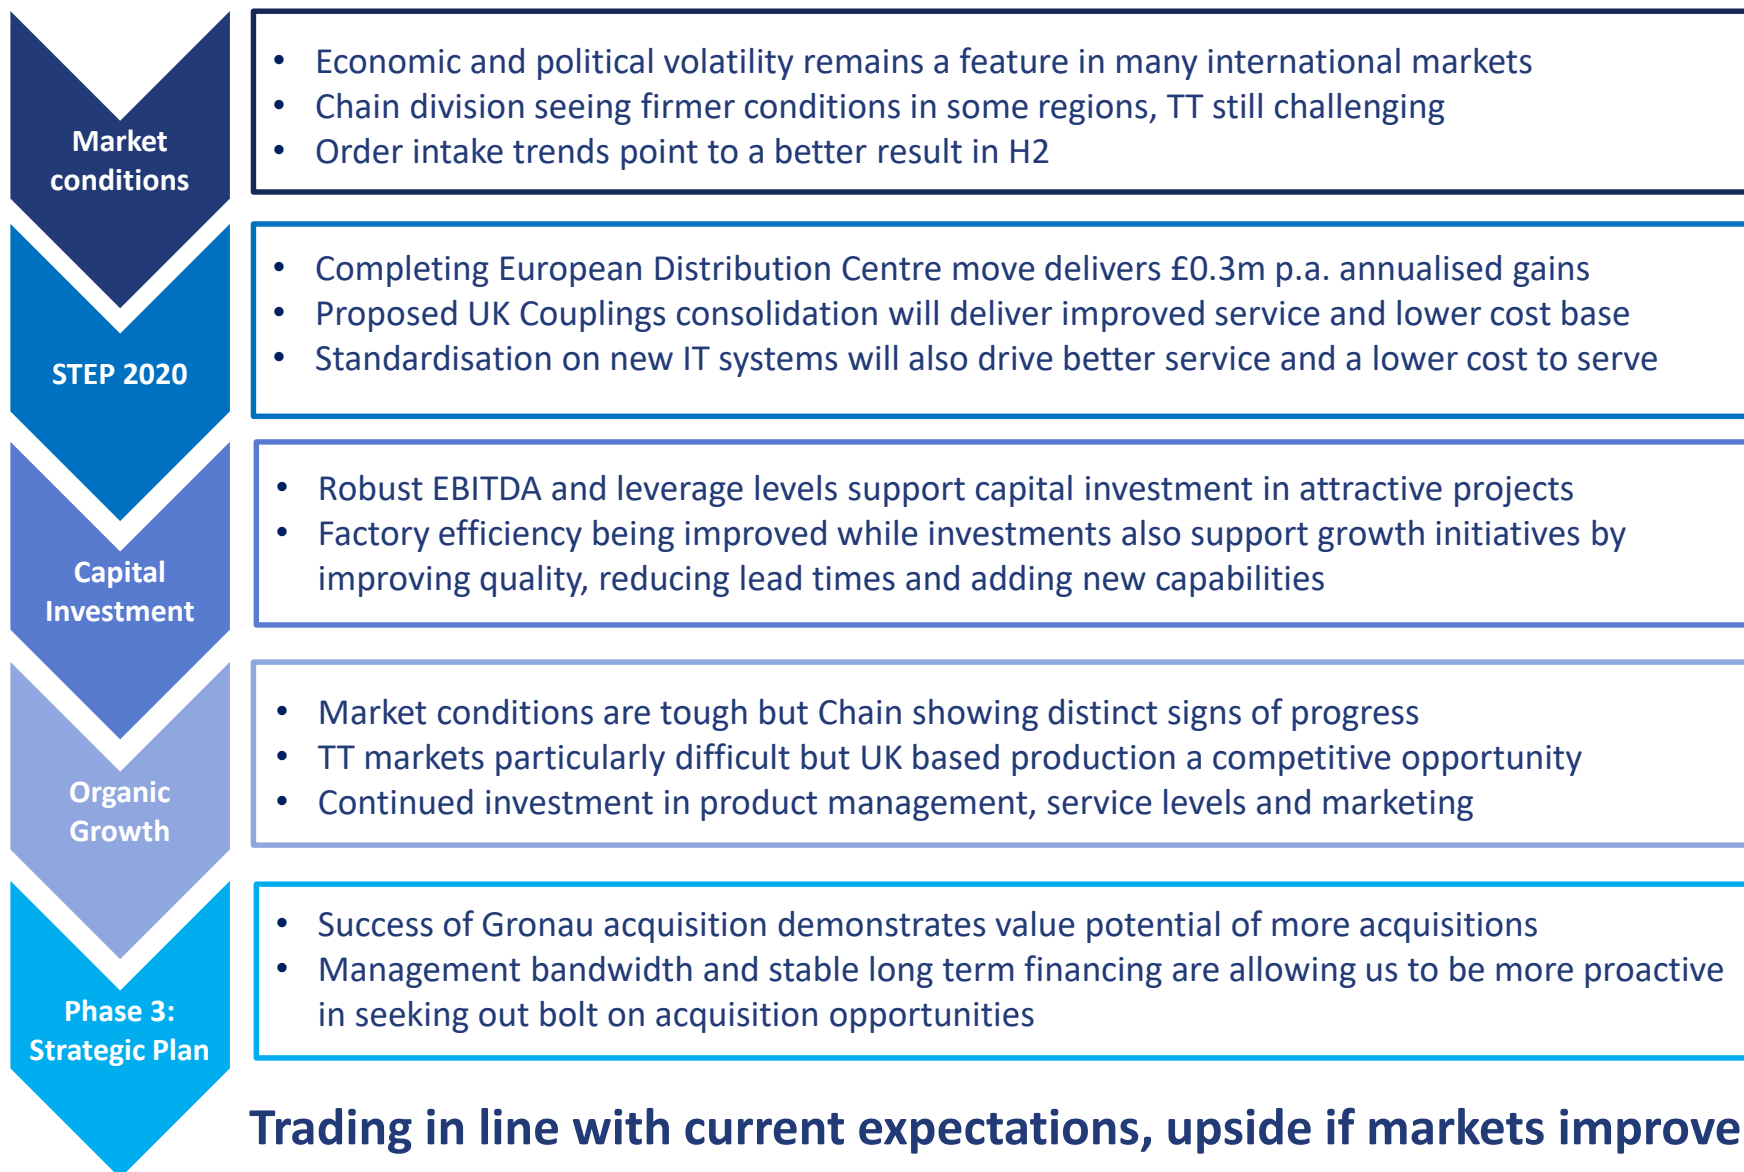 Market
conditions
• Economic and political volatility remains a feature in many international markets
• Chain division seeing firmer conditions in some regions, TT still challenging
• Order intake trends point to a better result in H2
STEP 2020
• Completing European Distribution Centre move delivers £0.3m p.a. annualised gains
• Proposed UK Couplings consolidation will deliver improved service and lower cost base
• Standardisation on new IT systems will also drive better service and a lower cost to serve
Capital
Investment
• Robust EBITDA and leverage levels support capital investment in attractive projects
• Factory efficiency being improved while investments also support growth initiatives by
improving quality, reducing lead times and adding new capabilities
Organic
Growth
• Market conditions are tough but Chain showing distinct signs of progress
• TT markets particularly difficult but UK based production a competitive opportunity
• Continued investment in product management, service levels and marketing
Phase 3:
Strategic Plan
• Success of Gronau acquisition demonstrates value potential of more acquisitions
• Management bandwidth and stable long term financing are allowing us to be more proactive
in seeking out bolt on acquisition opportunities
Trading in line with current expectations, upside if markets improve